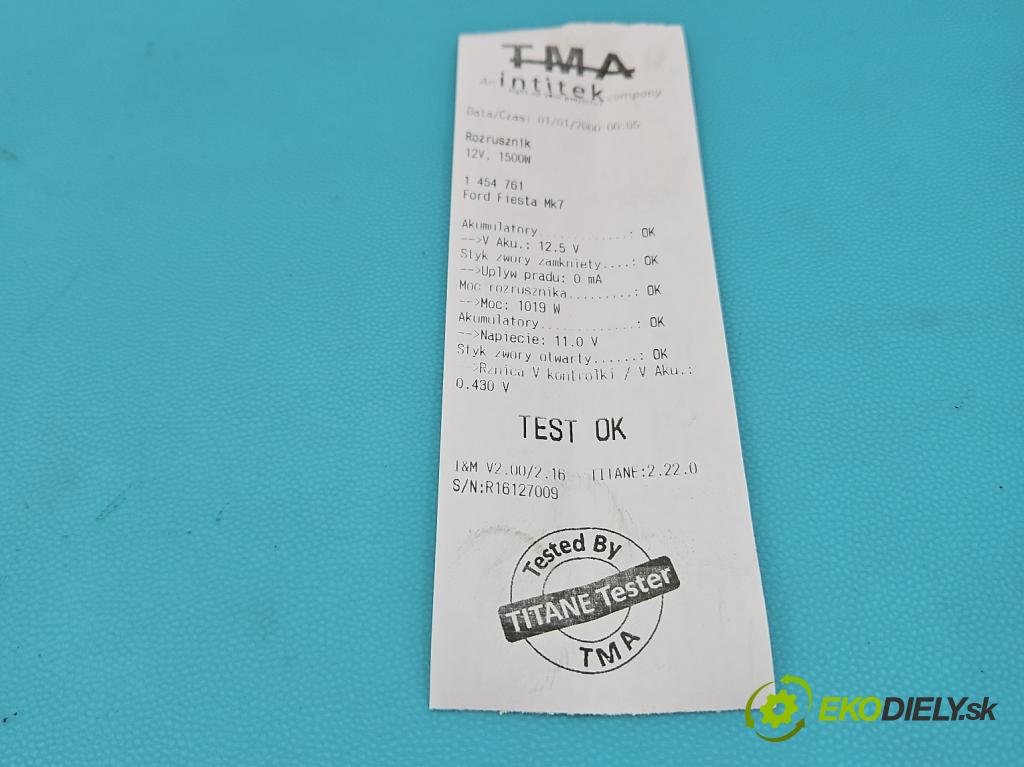 TMA
An intitek company
Data/Czas: 01/01/2000 00:05
Rozrusznik
12V, 1500W
1 454 761
Ford Fiesta Mk7
Akumulatory.............: OK
-->V Aku.: 12.5 V
Styk zwory zamkniety....: OK
-->Uplyw pradu: 0 mA
Moc rozrusznika.........: OK
-->Moc: 1019 W
Akumulatory.............: OK
-->Napiecie: 11.0 V
Styk zwory otwarty......: OK
-->Rznica V kontrolki / V Aku.:
0.430 V
TEST OK
I&M V2.00/2.16 TITANE:2.22.0
S/N:R16127009
Tested By
TITANE Tester
TMA
EKODIELY.sk